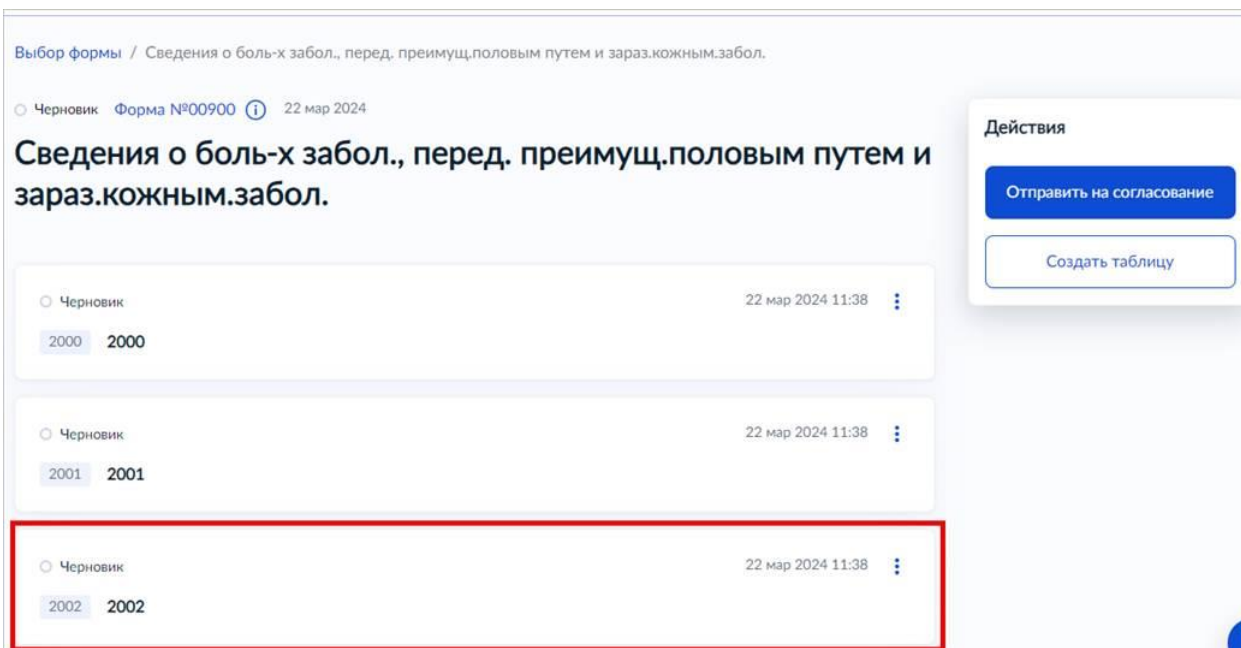 Выбор формы / Сведения о боль-х забол., перед. преимущ.половым путем и зараз.кожным.забол.
Черновик Форма №00900 i 22 мар 2024
Сведения о боль-х забол., перед. преимущ.половым путем и
зараз.кожным.забол.
Действия
Отправить на согласование
Создать таблицу
Черновик 22 мар 2024 11:38
2000 2000
Черновик 22 мар 2024 11:38
2001 2001
Черновик 22 мар 2024 11:38
2002 2002